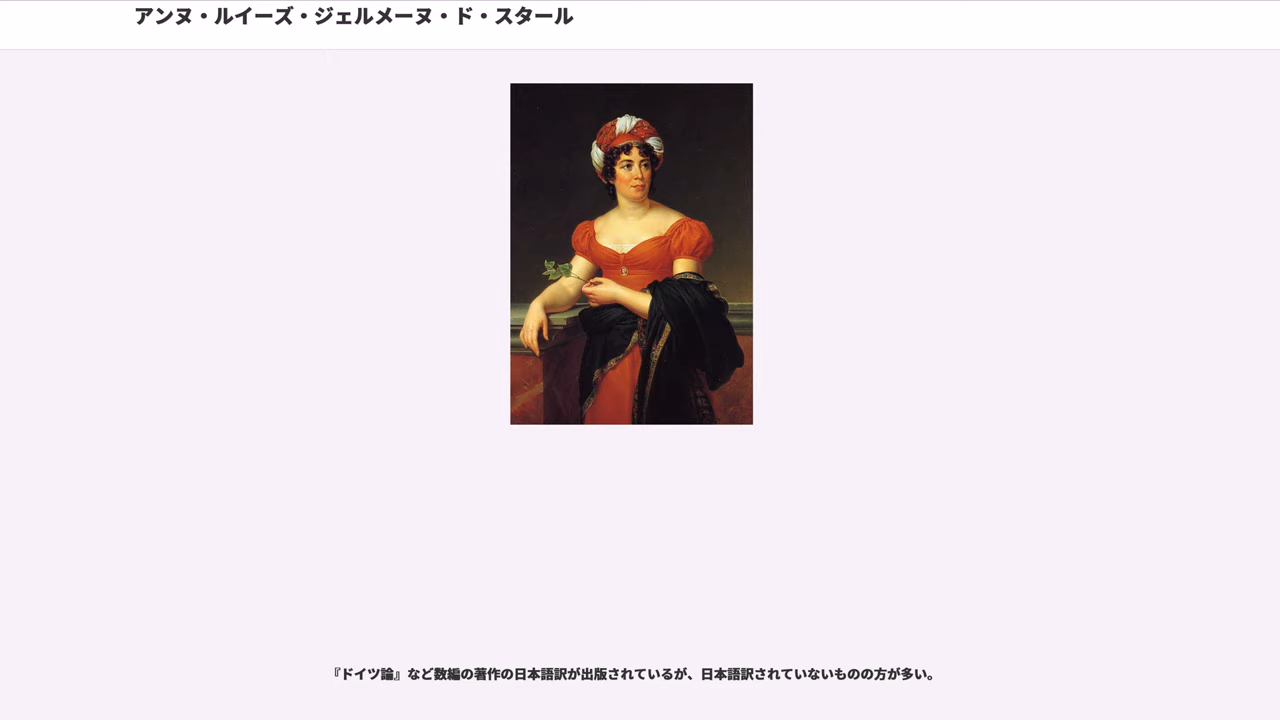 アンヌ・ルイーズ・ジェルメーヌ・ド・スタール
『ドイツ論』など数編の著作の日本語訳が出版されているが、日本語訳されていないものの方が多い。